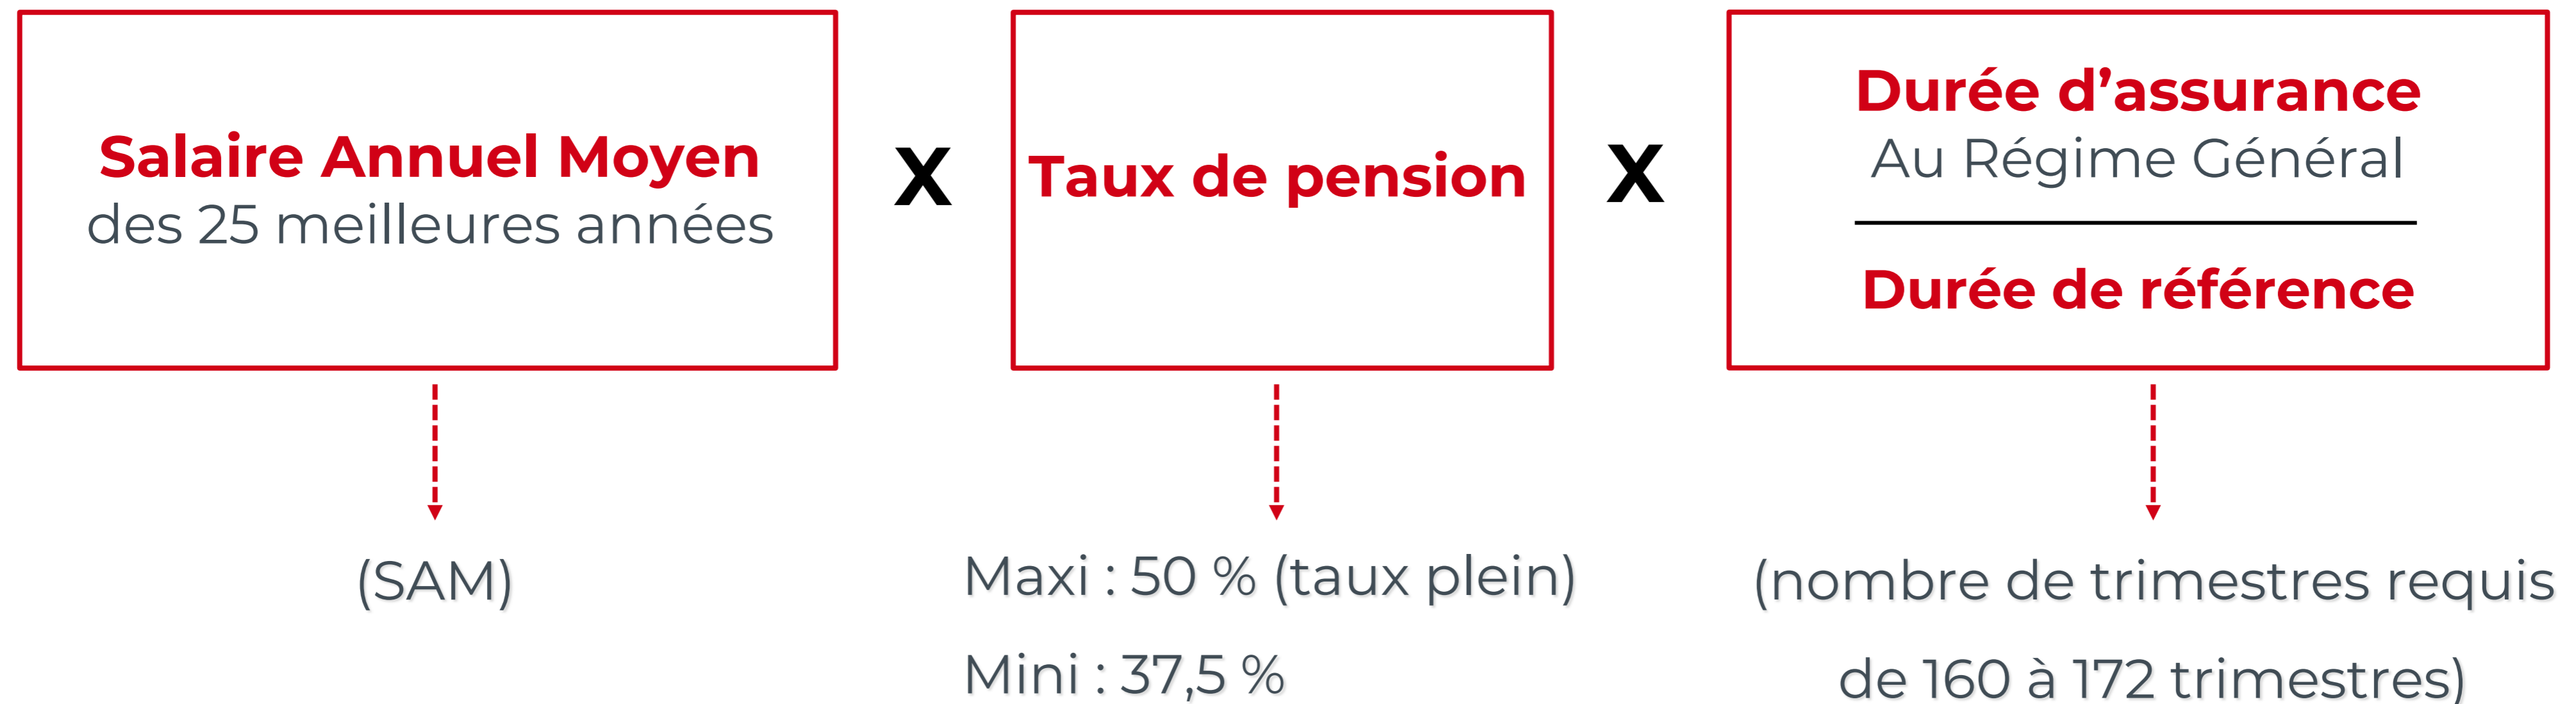 Salaire Annuel Moyen
des 25 meilleures années
X
Taux de pension
X
Durée d’assurance
Au Régime Général
Durée de référence
(SAM)
Maxi : 50 % (taux plein)
Mini : 37,5 %
(nombre de trimestres requis
de 160 à 172 trimestres)